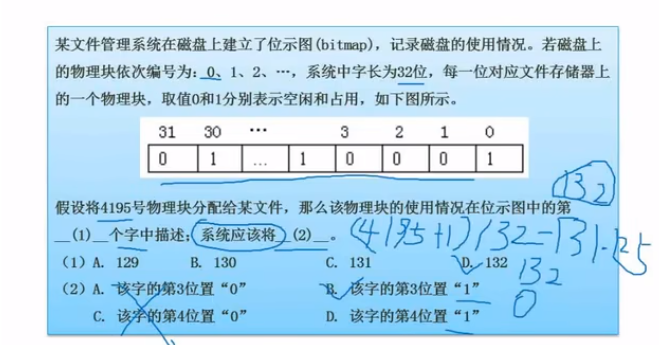 某文件管理系统在磁盘上建立了位示图(bitmap)，记录磁盘的使用情况。若磁盘上
的物理块依次编号为：0、1、2、…，系统中字长为32位，每一位对应文件存储器上
的一个物理块，取值0和1分别表示空闲和占用，如下图所示。
31 30 … 3 2 1 0
0 1 … 1 0 0 0 1
132
假设将4195号物理块分配给某文件，那么该物理块的使用情况在位示图中的第
__(1)__个字中描述；系统应该将__(2)__。 (4195+1)/32=131.125
（1）A. 129 B. 130 C. 131 D. 132
132
（2）A. 该字的第3位置“0” B. 该字的第3位置“1”
0
C. 该字的第4位置“0” D. 该字的第4位置“1”